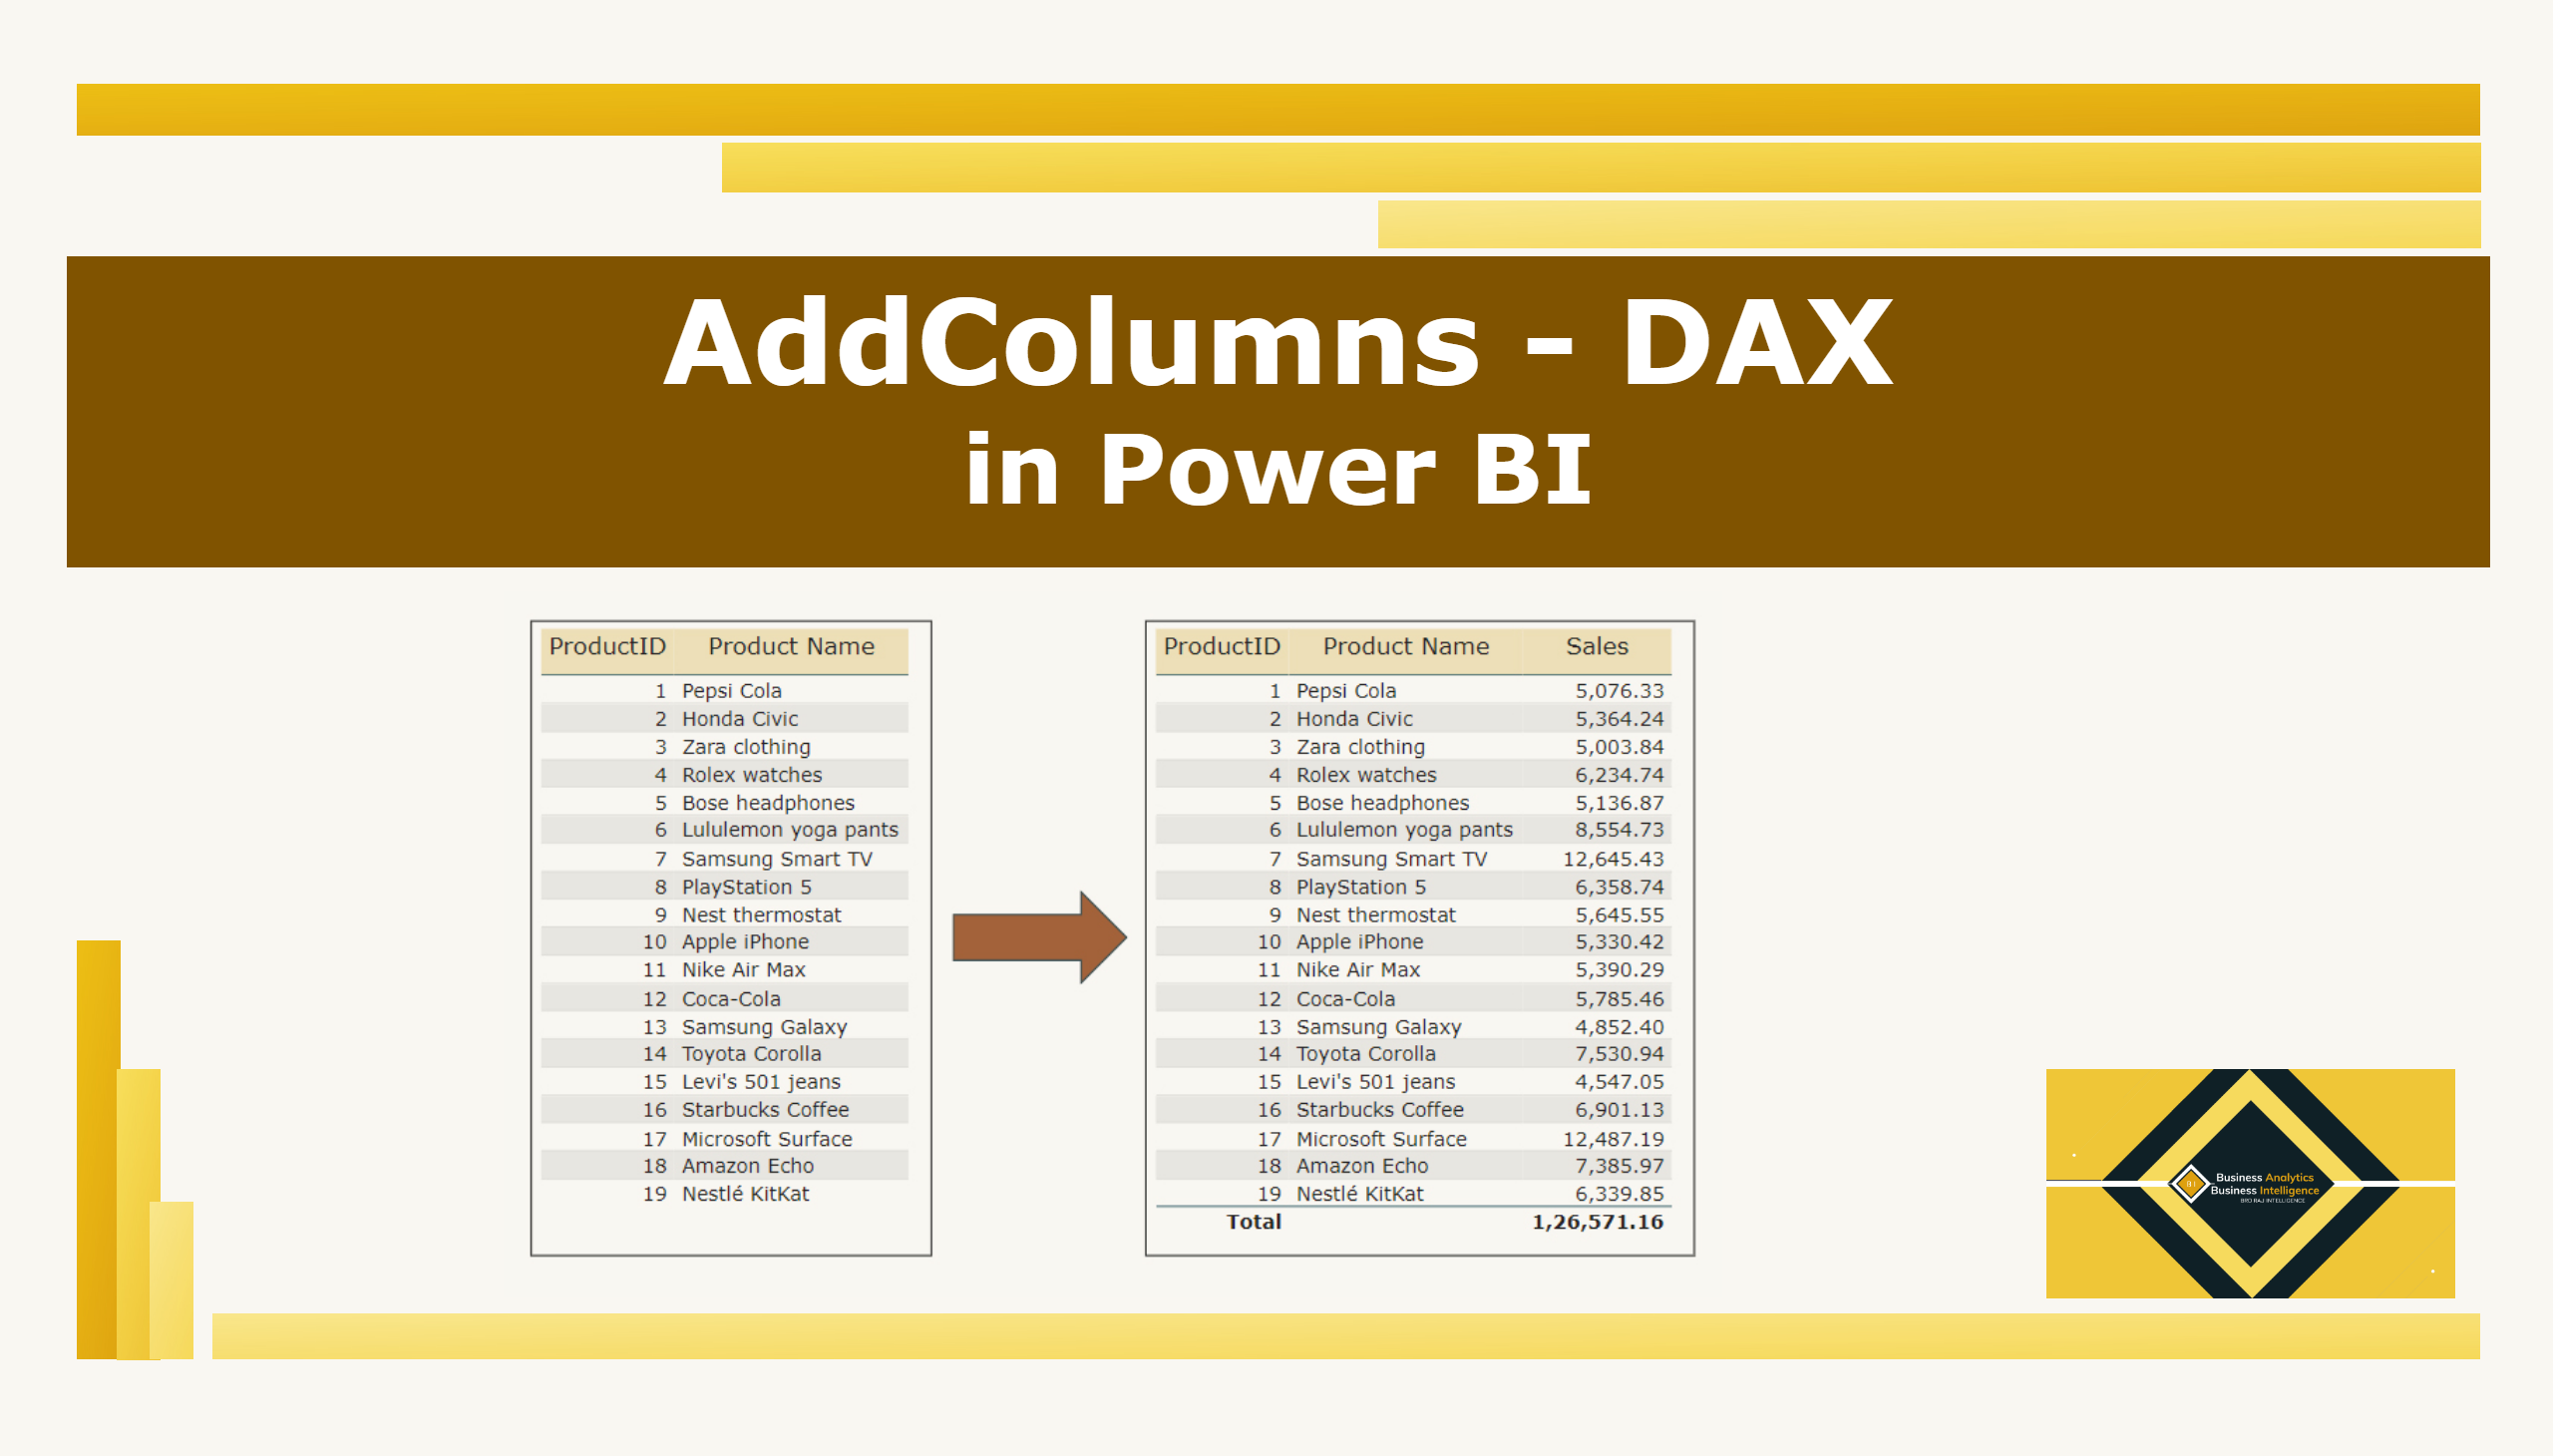 AddColumns - DAX
in Power BI
ProductID Product Name
1 Pepsi Cola
2 Honda Civic
3 Zara clothing
4 Rolex watches
5 Bose headphones
6 Lululemon yoga pants
7 Samsung Smart TV
8 PlayStation 5
9 Nest thermostat
10 Apple iPhone
11 Nike Air Max
12 Coca-Cola
13 Samsung Galaxy
14 Toyota Corolla
15 Levi's 501 jeans
16 Starbucks Coffee
17 Microsoft Surface
18 Amazon Echo
19 Nestlé KitKat
ProductID Product Name Sales
1 Pepsi Cola 5,076.33
2 Honda Civic 5,364.24
3 Zara clothing 5,003.84
4 Rolex watches 6,234.74
5 Bose headphones 5,136.87
6 Lululemon yoga pants 8,554.73
7 Samsung Smart TV 12,645.43
8 PlayStation 5 6,358.74
9 Nest thermostat 5,645.55
10 Apple iPhone 5,330.42
11 Nike Air Max 5,390.29
12 Coca-Cola 5,785.46
13 Samsung Galaxy 4,852.40
14 Toyota Corolla 7,530.94
15 Levi's 501 jeans 4,547.05
16 Starbucks Coffee 6,901.13
17 Microsoft Surface 12,487.19
18 Amazon Echo 7,385.97
19 Nestlé KitKat 6,339.85
Total 1,26,571.16
Business Analytics
Business Intelligence
BRO RAJ INTELLIGENCE